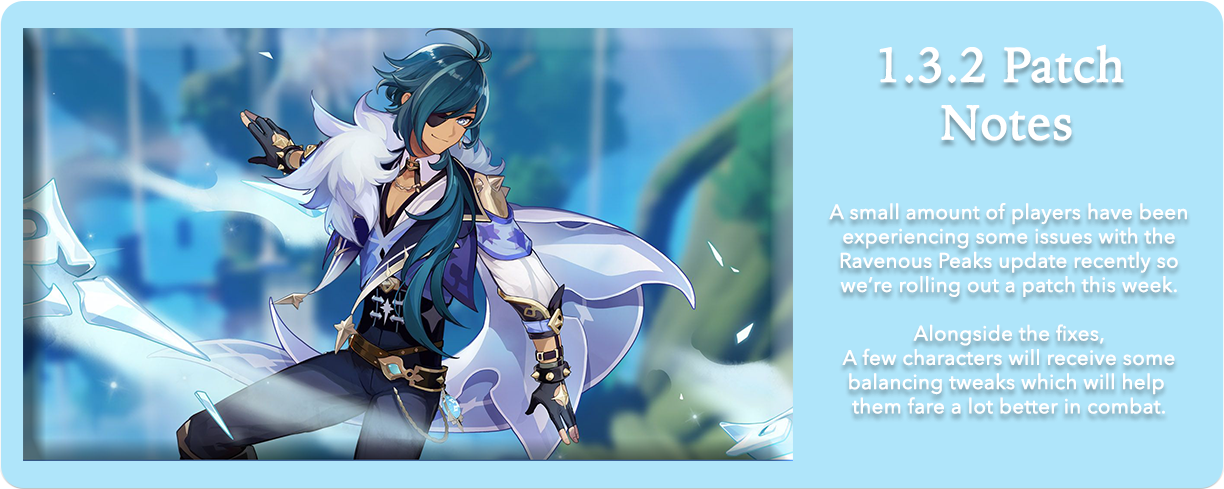 1.3.2 Patch
Notes
A small amount of players have been
experiencing some issues with the
Ravenous Peaks update recently so
we're rolling out a patch this week.
Alongside the fixes,
A few characters will receive some
balancing tweaks which will help
them fare a lot better in combat.